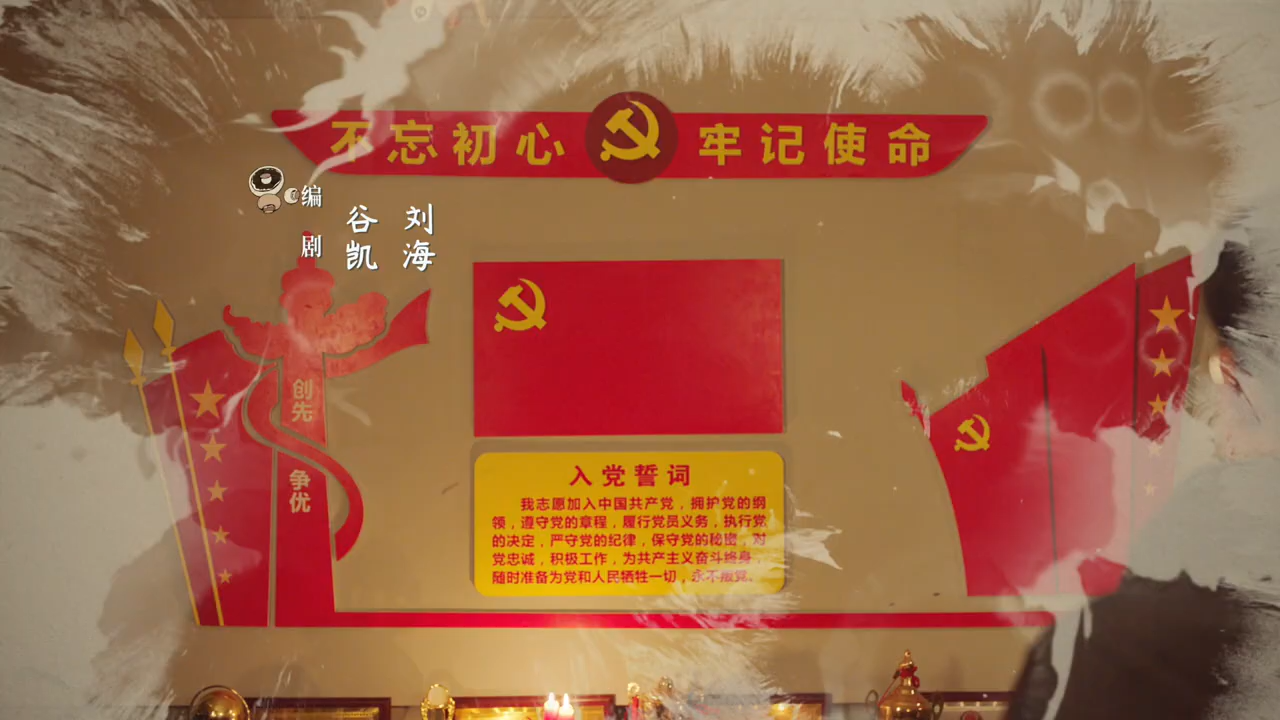 不忘初心 牢记使命
编剧
刘海
谷凯
创先
争优
入党誓词
我志愿加入中国共产党，拥护党的纲
领，遵守党的章程，履行党员义务，执行党
的决定，严守党的纪律，保守党的秘密，对
党忠诚，积极工作，为共产主义奋斗终身，
随时准备为党和人民牺牲一切，永不叛党。